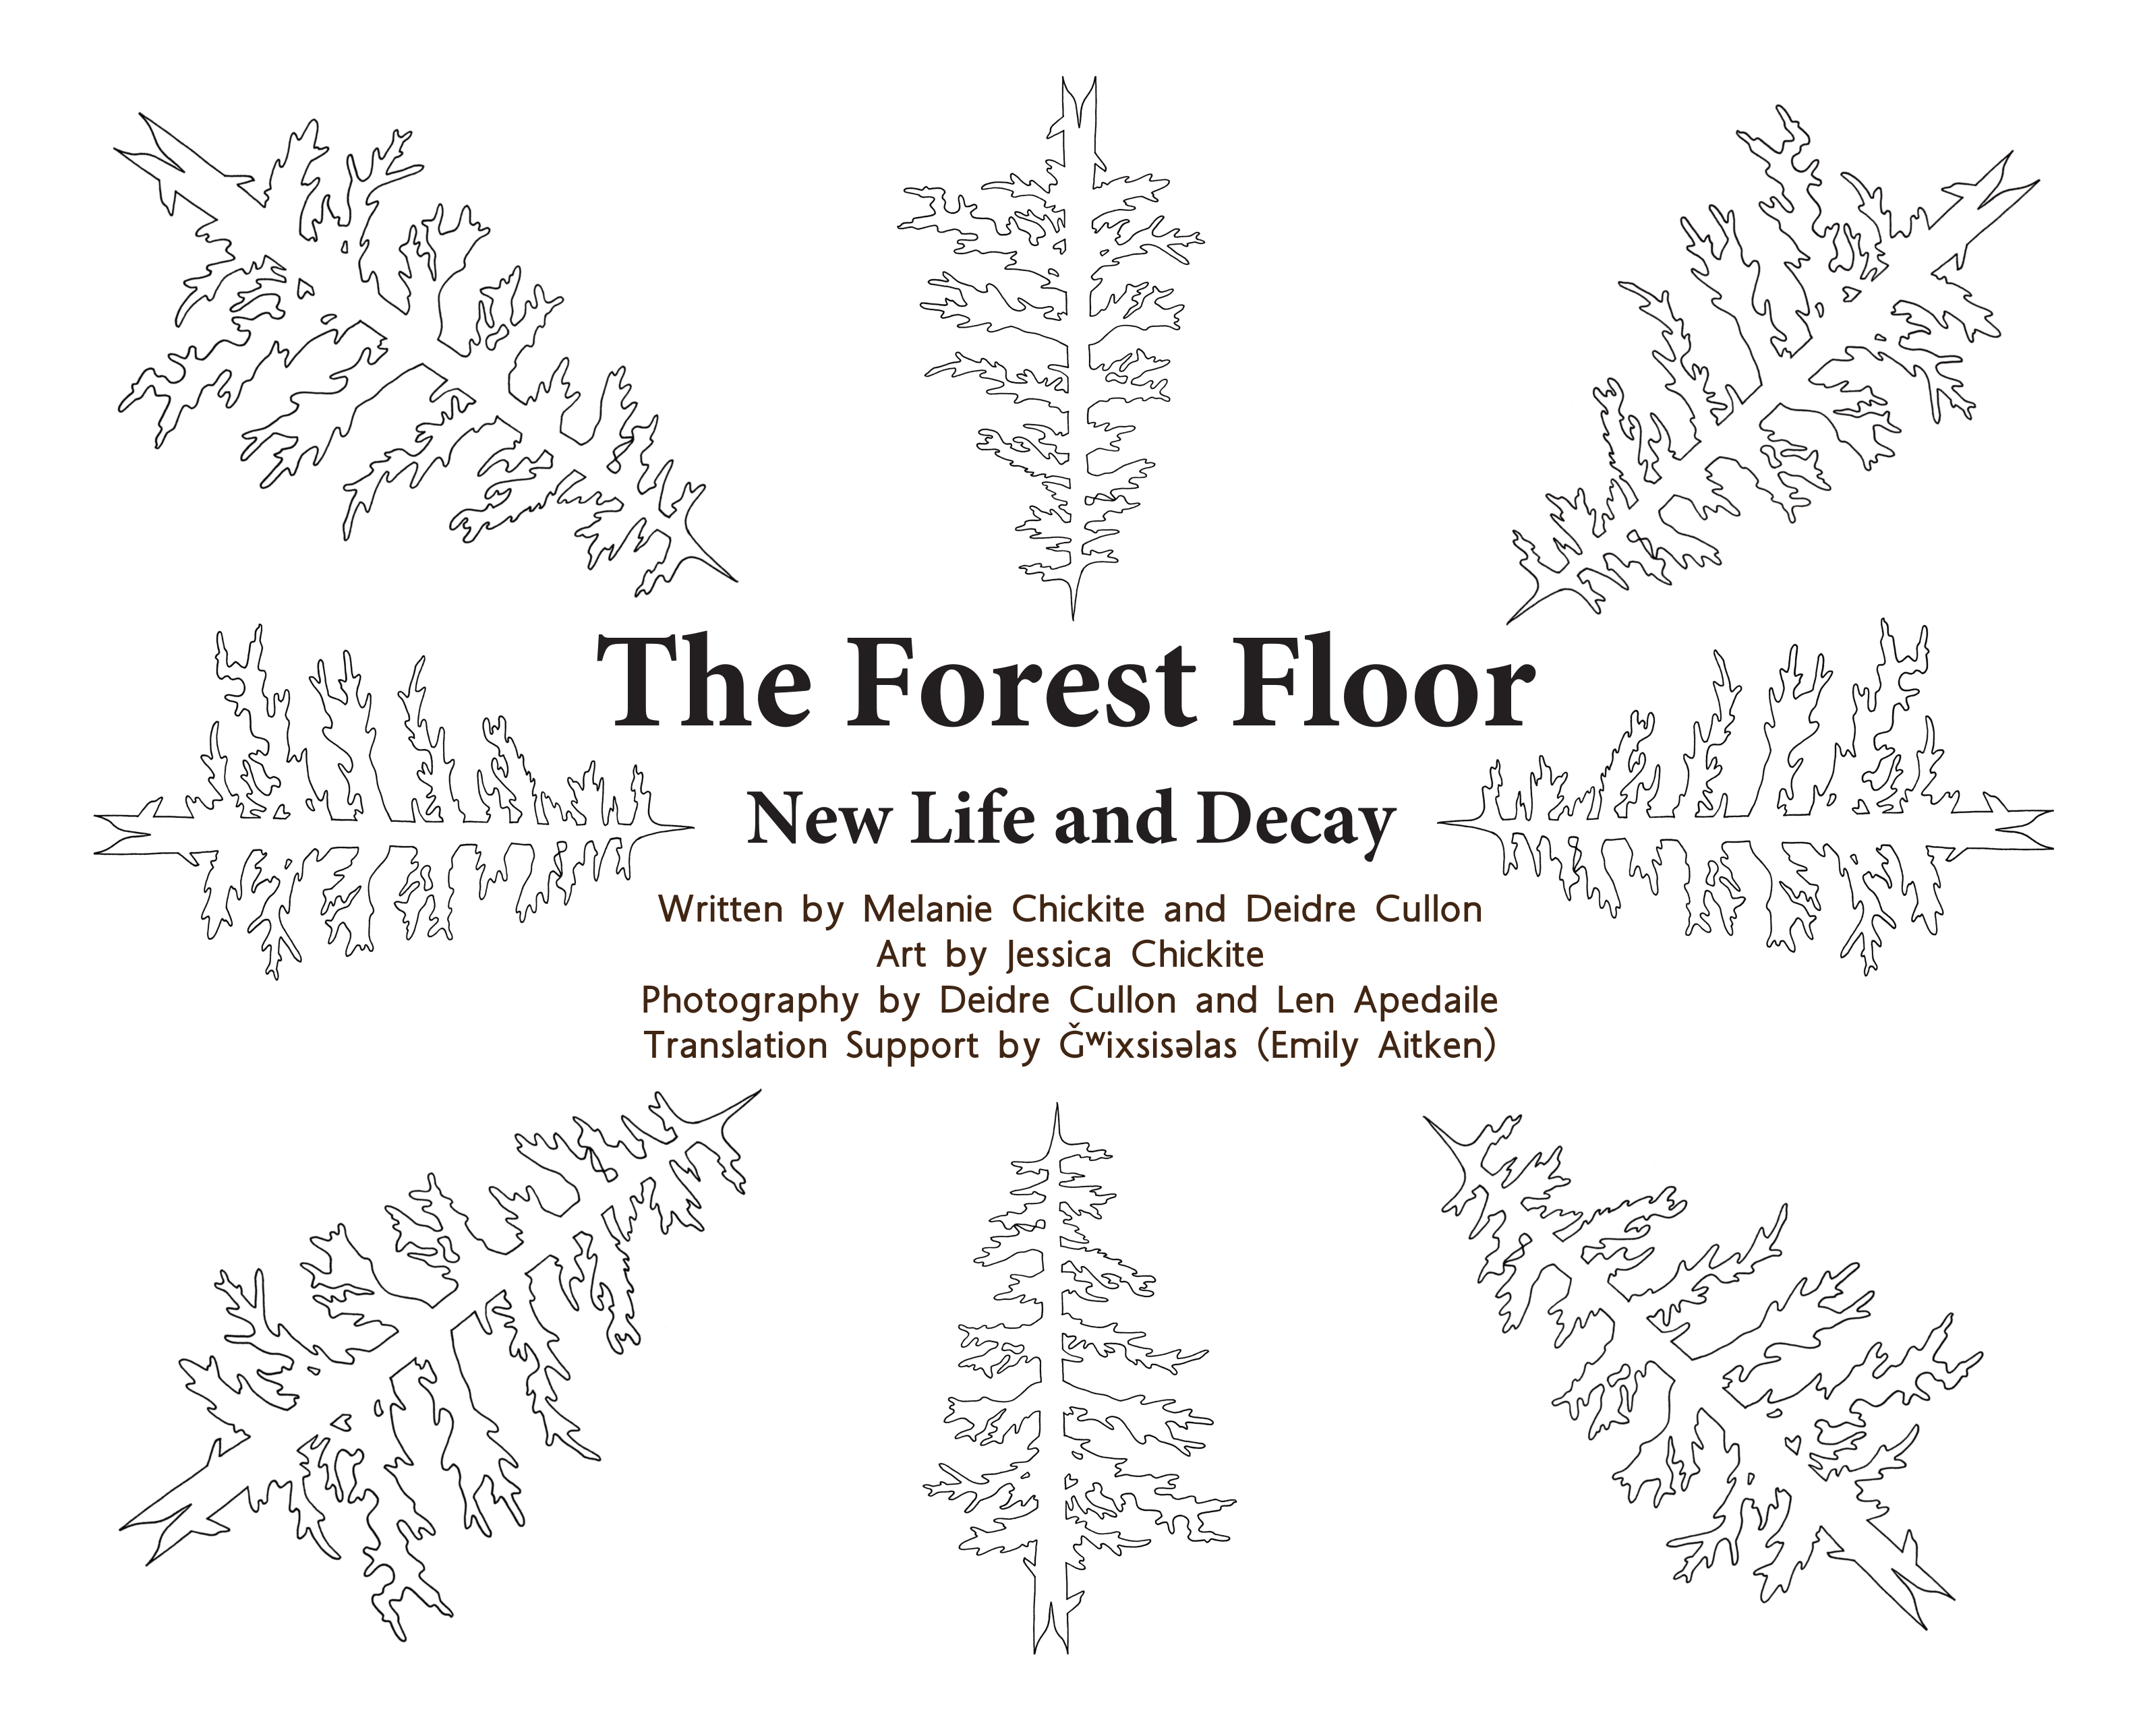 The Forest Floor
New Life and Decay
Written by Melanie Chickite and Deidre Cullon
Art by Jessica Chickite
Photography by Deidre Cullon and Len Apedaile
Translation Support by Ǧʷixsisəlas (Emily Aitken)